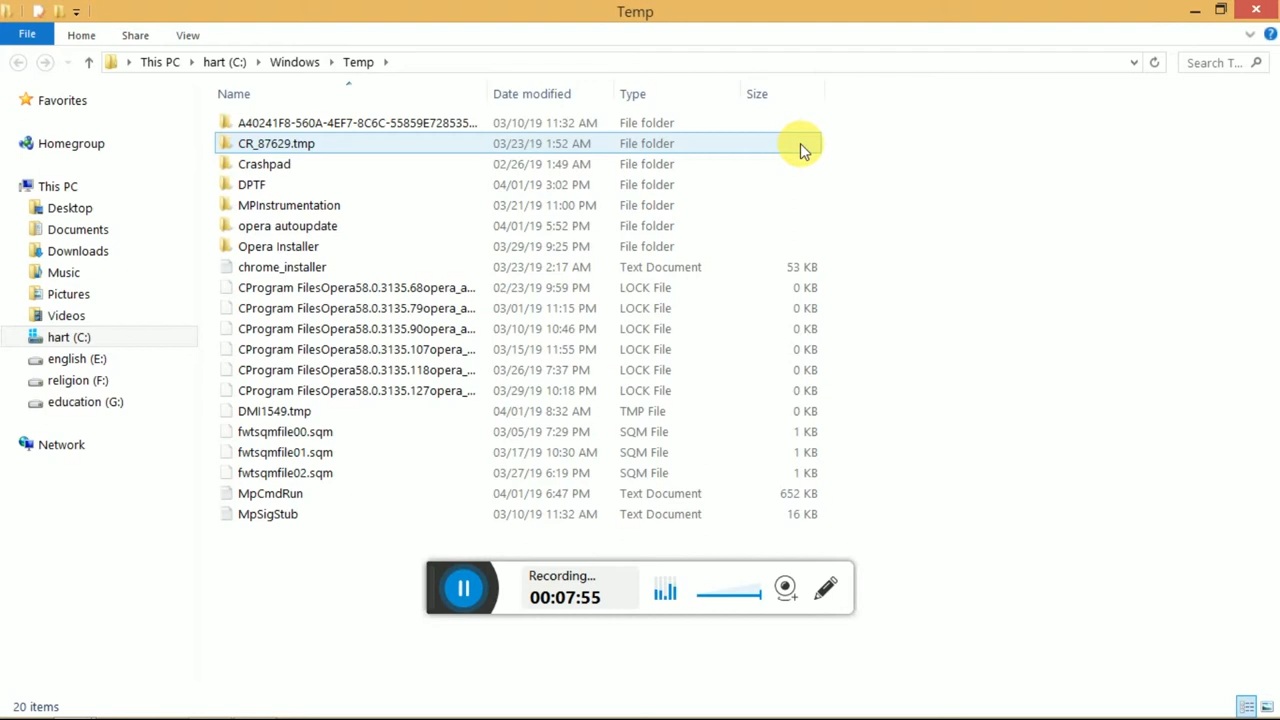 Temp
File Home Share View
This PC hart (C:) Windows Temp
Search T...
Name Date modified Type Size
Favorites
Homegroup
This PC
Desktop
Documents
Downloads
Music
Pictures
Videos
hart (C:)
english (E:)
religion (F:)
education (G:)
Network
A40241F8-560A-4EF7-8C6C-55859E728535... 03/10/19 11:32 AM File folder
CR_87629.tmp 03/23/19 1:52 AM File folder
Crashpad 02/26/19 1:49 AM File folder
DPTF 04/01/19 3:02 PM File folder
MPInstrumentation 03/21/19 11:00 PM File folder
opera autoupdate 04/01/19 5:52 PM File folder
Opera Installer 03/29/19 9:25 PM File folder
chrome_installer 03/23/19 2:17 AM Text Document 53 KB
CProgram FilesOpera58.0.3135.68opera_a... 02/23/19 9:59 PM LOCK File 0 KB
CProgram FilesOpera58.0.3135.79opera_a... 03/01/19 11:15 PM LOCK File 0 KB
CProgram FilesOpera58.0.3135.90opera_a... 03/10/19 10:46 PM LOCK File 0 KB
CProgram FilesOpera58.0.3135.107opera_... 03/15/19 11:55 PM LOCK File 0 KB
CProgram FilesOpera58.0.3135.118opera_... 03/26/19 7:37 PM LOCK File 0 KB
CProgram FilesOpera58.0.3135.127opera_... 03/29/19 10:18 PM LOCK File 0 KB
DMI1549.tmp 04/01/19 8:32 AM TMP File 0 KB
fwtsqmfile00.sqm 03/05/19 7:29 PM SQM File 1 KB
fwtsqmfile01.sqm 03/17/19 10:30 AM SQM File 1 KB
fwtsqmfile02.sqm 03/27/19 6:19 PM SQM File 1 KB
MpCmdRun 04/01/19 6:47 PM Text Document 652 KB
MpSigStub 03/10/19 11:32 AM Text Document 16 KB
Recording...
00:07:55
20 items